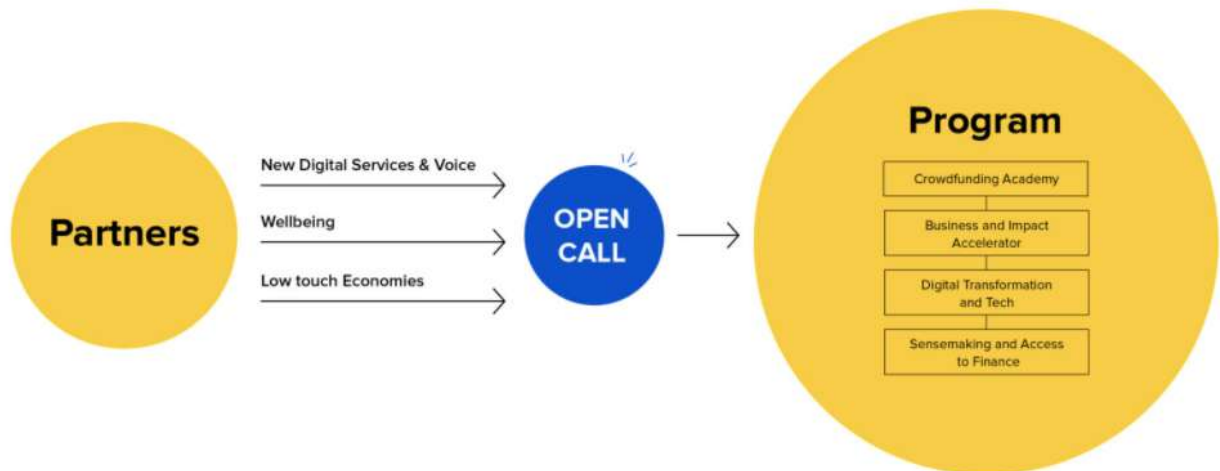 Partners
New Digital Services & Voice
Wellbeing
Low touch Economies
OPEN
CALL
Program
Crowdfunding Academy
Business and Impact
Accelerator
Digital Transformation
and Tech
Sensemaking and Access
to Finance